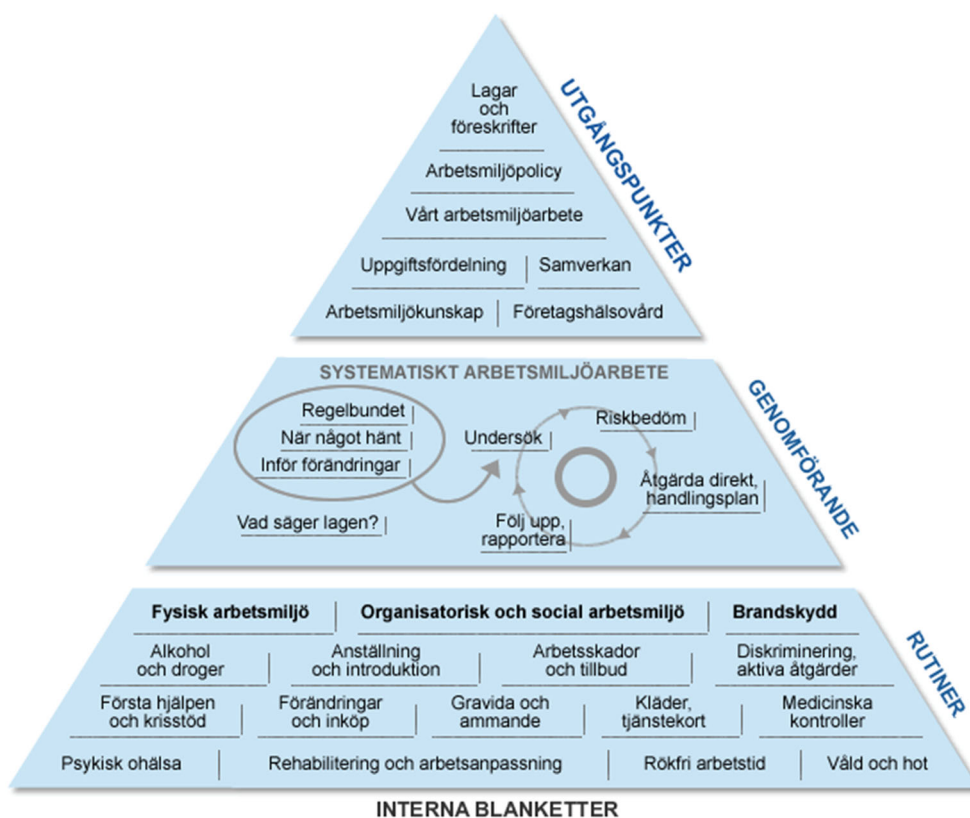 Lagar
och
föreskrifter
Arbetsmiljöpolicy
Vårt arbetsmiljöarbete
Uppgiftsfördelning
Samverkan
Arbetsmiljökunskap
Företagshälsovård
UTGÅNGSPUNKTER
SYSTEMATISKT ARBETSMILJÖARBETE
Regelbundet
När något hänt
Inför förändringar
Vad säger lagen?
Undersök
Riskbedöm
Åtgärda direkt,
handlingsplan
Följ upp,
rapportera
GENOMFÖRANDE
Fysisk arbetsmiljö
Organisatorisk och social arbetsmiljö
Brandskydd
Alkohol
och droger
Anställning
och introduktion
Arbetsskador
och tillbud
Diskriminering,
aktiva åtgärder
Första hjälpen
och krisstöd
Förändringar
och inköp
Gravida och
ammande
Kläder,
tjänstekort
Medicinska
kontroller
Psykisk ohälsa
Rehabilitering och arbetsanpassning
Rökfri arbetstid
Våld och hot
RUTINER
INTERNA BLANKETTER